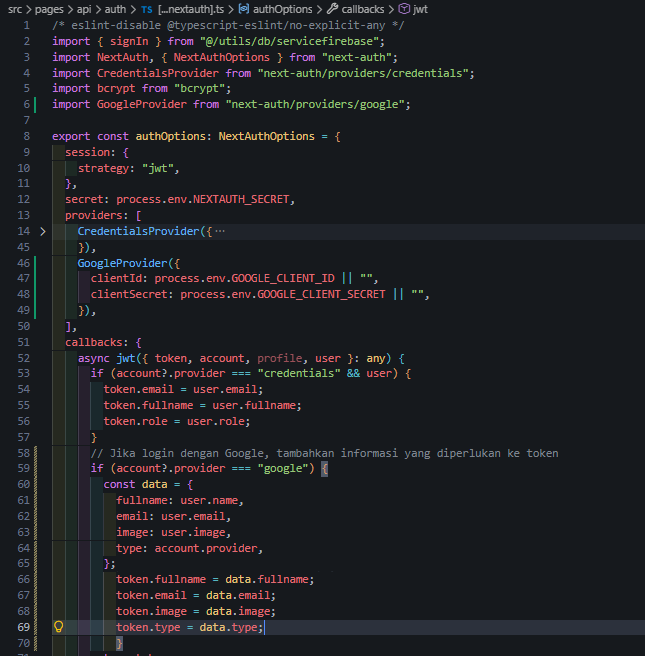 src > pages > api > auth > TS [...nextauth].ts > authOptions > callbacks > jwt
1 /* eslint-disable @typescript-eslint/no-explicit-any */
2 import { signIn } from "@/utils/db/servicefirebase";
3 import NextAuth, { NextAuthOptions } from "next-auth";
4 import CredentialsProvider from "next-auth/providers/credentials";
5 import bcrypt from "bcrypt";
6 import GoogleProvider from "next-auth/providers/google";
7
8 export const authOptions: NextAuthOptions = {
9 session: {
10 strategy: "jwt",
11 },
12 secret: process.env.NEXTAUTH_SECRET,
13 providers: [
14 > CredentialsProvider({ ···
45 }),
46 GoogleProvider({
47 clientId: process.env.GOOGLE_CLIENT_ID || "",
48 clientSecret: process.env.GOOGLE_CLIENT_SECRET || "",
49 }),
50 ],
51 callbacks: {
52 async jwt({ token, account, profile, user }: any) {
53 if (account?.provider === "credentials" && user) {
54 token.email = user.email;
55 token.fullname = user.fullname;
56 token.role = user.role;
57 }
58 // Jika login dengan Google, tambahkan informasi yang diperlukan ke token
59 if (account?.provider === "google") {
60 const data = {
61 fullname: user.name,
62 email: user.email,
63 image: user.image,
64 type: account.provider,
65 };
66 token.fullname = data.fullname;
67 token.email = data.email;
68 token.image = data.image;
69 token.type = data.type;
70 }